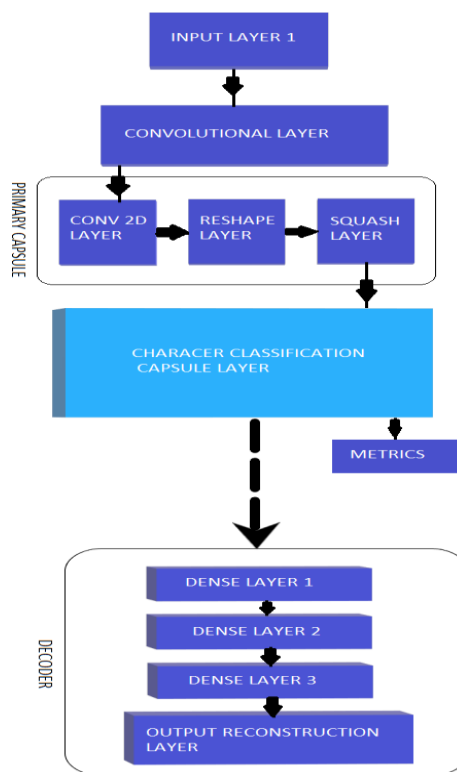 INPUT LAYER 1
CONVOLUTIONAL LAYER
PRIMARY CAPSULE
CONV 2D
LAYER
RESHAPE
LAYER
SQUASH
LAYER
CHARACER CLASSIFICATION
CAPSULE LAYER
METRICS
DECODER
DENSE LAYER 1
DENSE LAYER 2
DENSE LAYER 3
OUTPUT RECONSTRUCTION
LAYER